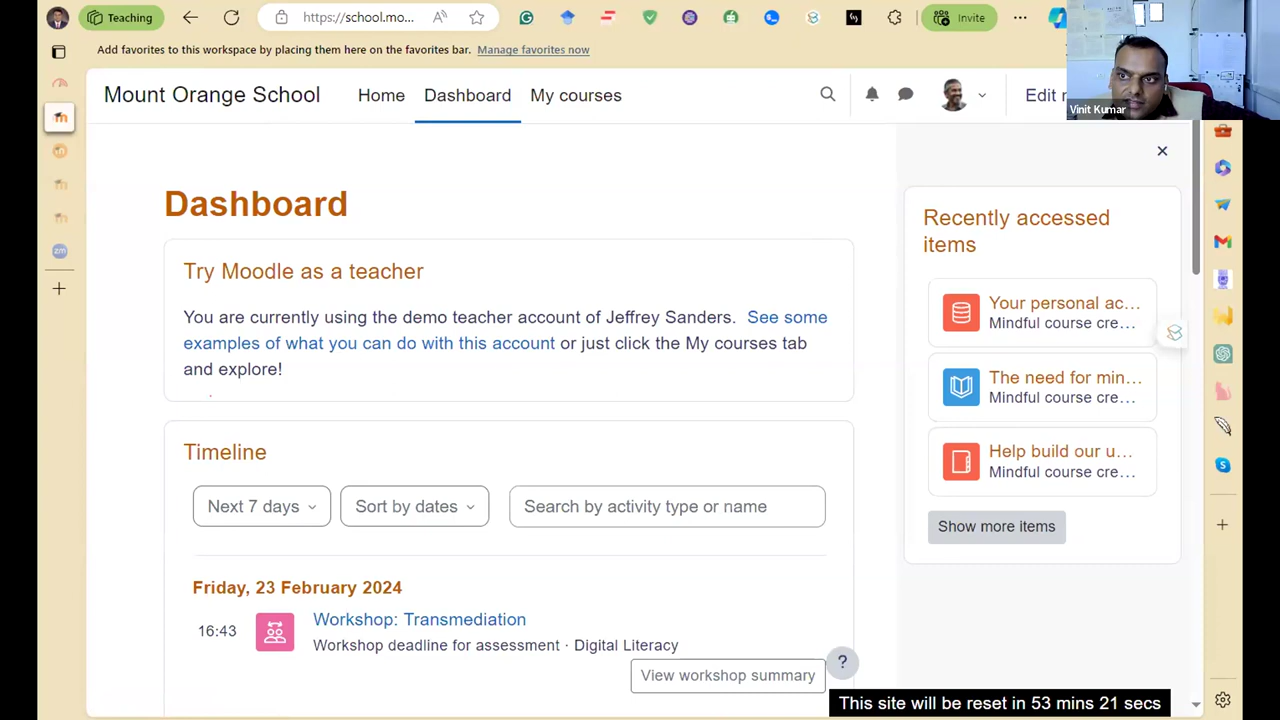 Teaching
https://school.mo...
Invite
Add favorites to this workspace by placing them here on the favorites bar. Manage favorites now
Vinit Kumar
Mount Orange School
Home
Dashboard
My courses
Dashboard
Try Moodle as a teacher
You are currently using the demo teacher account of Jeffrey Sanders. See some
examples of what you can do with this account or just click the My courses tab
and explore!
Timeline
Next 7 days
Sort by dates
Search by activity type or name
Friday, 23 February 2024
16:43
Workshop: Transmediation
Workshop deadline for assessment · Digital Literacy
View workshop summary
?
Recently accessed
items
Your personal ac...
Mindful course cre...
The need for min...
Mindful course cre...
Help build our u...
Mindful course cre...
Show more items
This site will be reset in 53 mins 21 secs
zm